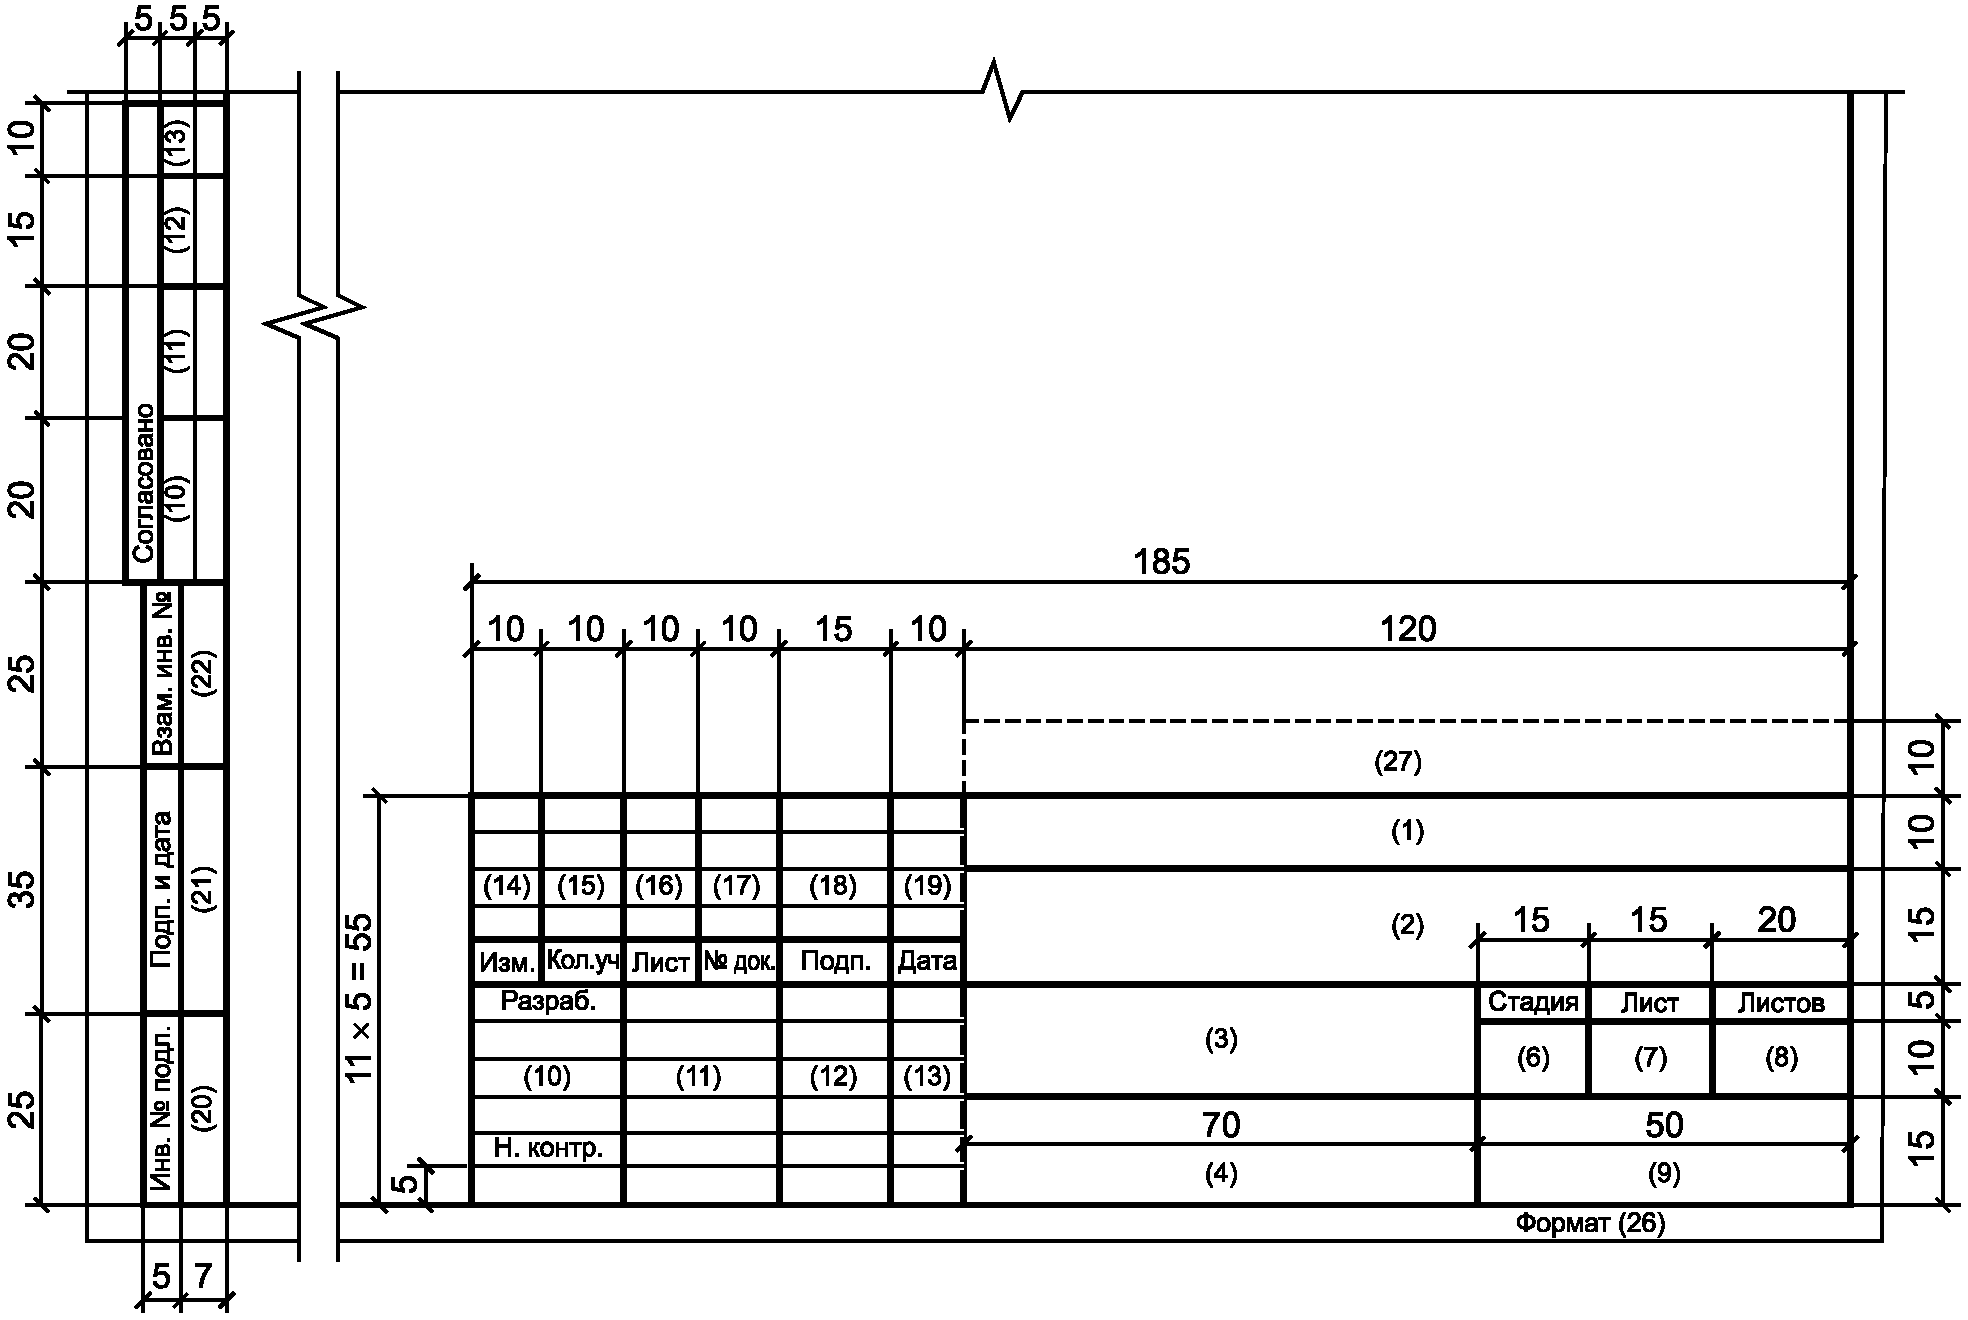 5 5 5
10
(13)
15
(12)
20
(11)
20
Согласовано
(10)
25
Взам. инв. №
(22)
35
Подп. и дата
(21)
25
Инв. № подл.
(20)
5 7
185
10 10 10 10 15 10 120
(27)
10
(1)
10
(14) (15) (16) (17) (18) (19)
(2)
15 15 20
15
11 × 5 = 55
Изм. Кол.уч Лист № док. Подп. Дата
Разраб.
Стадия Лист Листов
5
(3)
(6) (7) (8)
10
(10) (11) (12) (13)
70 50
Н. контр.
15
5
(4) (9)
Формат (26)